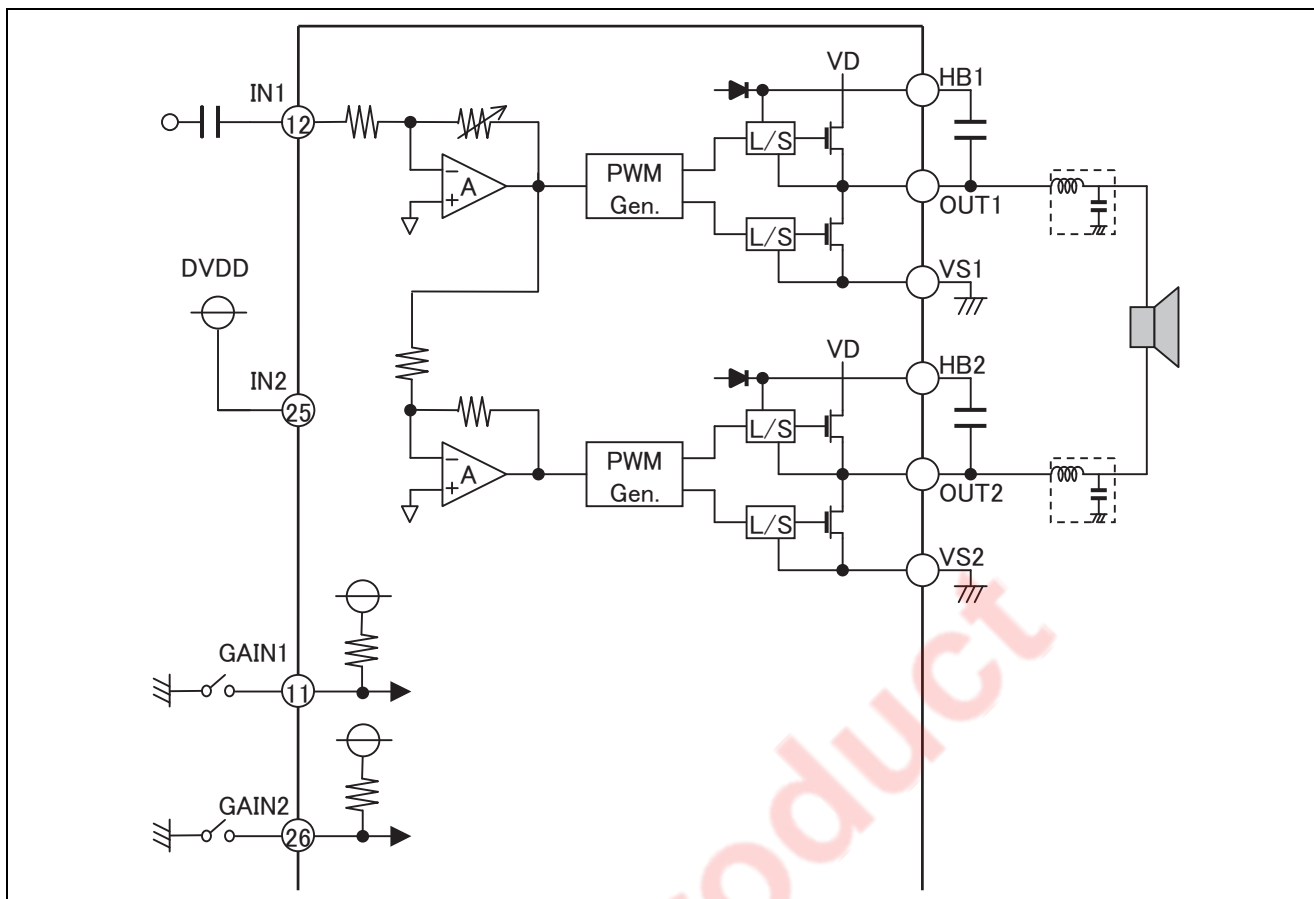 VD
HB1
IN1
12
L/S
A
PWM
Gen.
OUT1
L/S
VS1
DVDD
VD
HB2
IN2
25
L/S
A
PWM
Gen.
OUT2
L/S
VS2
GAIN1
11
GAIN2
26
roduct